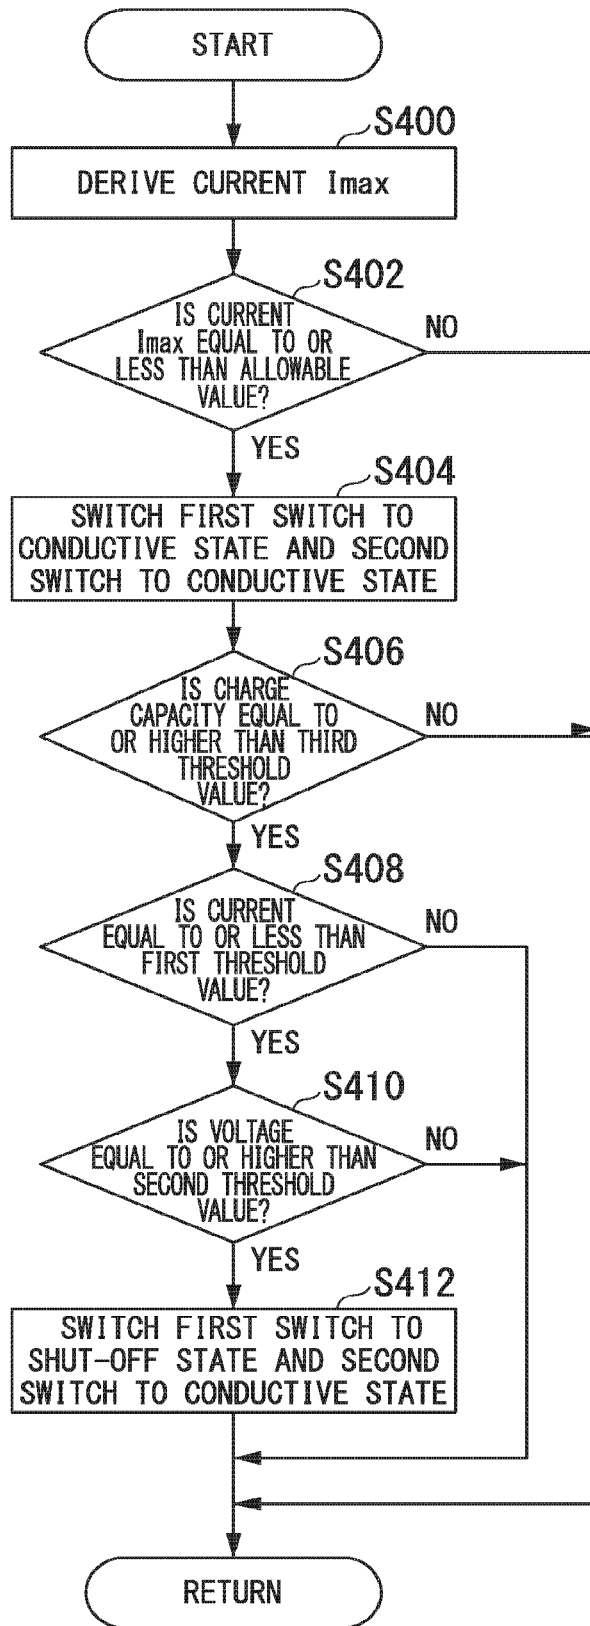 START
S400
DERIVE CURRENT Imax
S402
IS CURRENT
Imax EQUAL TO OR
LESS THAN ALLOWABLE
VALUE?
NO
YES
S404
SWITCH FIRST SWITCH TO
CONDUCTIVE STATE AND SECOND
SWITCH TO CONDUCTIVE STATE
S406
IS CHARGE
CAPACITY EQUAL TO
OR HIGHER THAN THIRD
THRESHOLD
VALUE?
NO
YES
S408
IS CURRENT
EQUAL TO OR LESS THAN
FIRST THRESHOLD
VALUE?
NO
YES
S410
IS VOLTAGE
EQUAL TO OR HIGHER THAN
SECOND THRESHOLD
VALUE?
NO
YES
S412
SWITCH FIRST SWITCH TO
SHUT-OFF STATE AND SECOND
SWITCH TO CONDUCTIVE STATE
RETURN